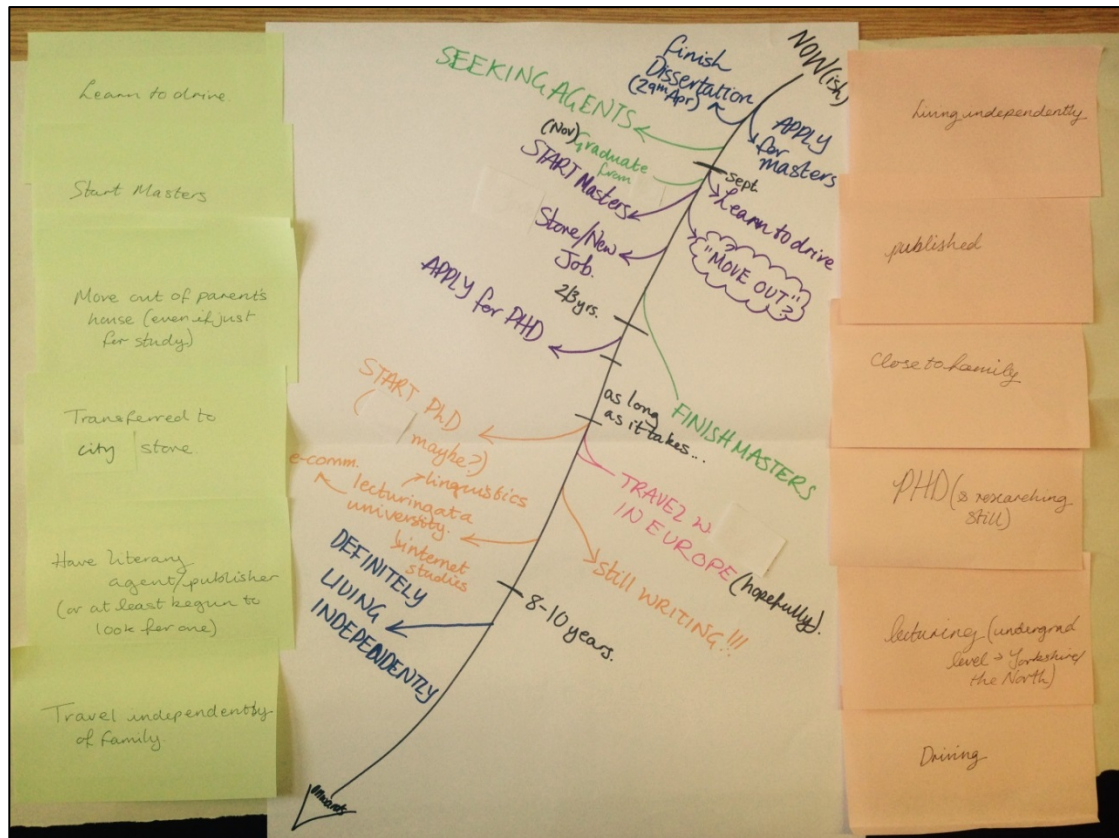 Learn to drive.
Start Masters
Move out of parent's
house (even if just
for study)
Transferred to
city store
Have literary
agent/publisher
(or at least begun to
look for one)
Travel independently
of family.
NOW(ish)
finish
Dissertation
(29th Apr)
APPLY
for
masters
SEEKING AGENTS
sept
(Nov) graduate
from
START Masters
Learn to drive
"MOVE OUT"?
Store/New
Job.
2/3 yrs.
APPLY for PHD
FINISH MASTERS
as long
as it takes...
START PhD
(maybe?)
TRAVEL w
IN EUROPE (hopefully).
linguistics
e-comm.
lecturing at a
university.
internet
studies
Still WRITING!!!
8-10 years.
DEFINITELY
LIVING
INDEPENDENTLY
onwards
Living independently
published
Close to family
PHD (& researching
still)
lecturing (undergrad
level → Yorkshire/
the North)
Driving